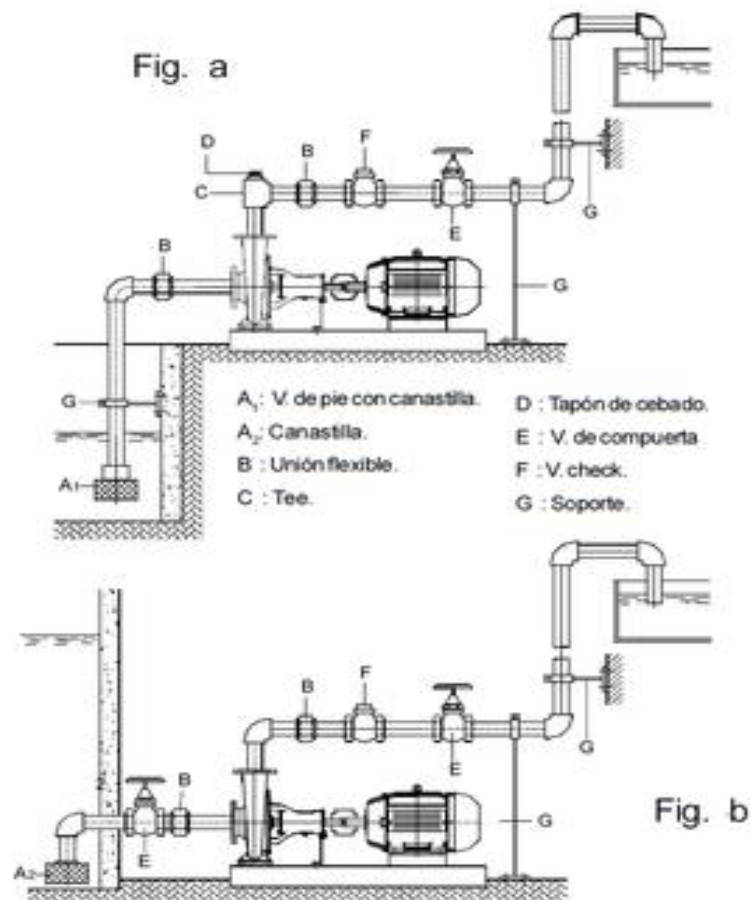 Fig. a
D
C
B
F
E
G
B
G
G
A1
A1: V. de pie con canastilla.
A2: Canastilla.
B : Unión flexible.
C : Tee.
D : Tapón de cebado.
E : V. de compuerta
F : V. check.
G : Soporte.
B
F
E
G
B
E
G
A2
Fig. b